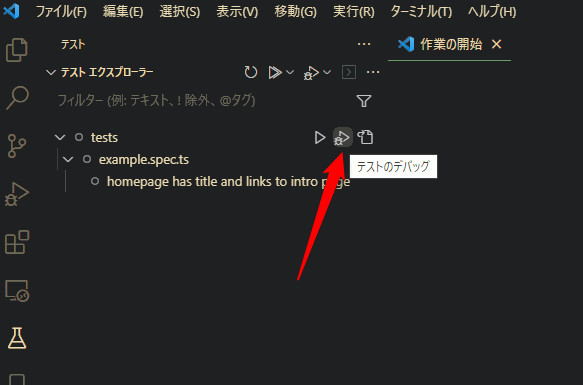 ファイル(F) 編集(E) 選択(S) 表示(V) 移動(G) 実行(R) ターミナル(T) ヘルプ(H)
テスト
作業の開始
テスト エクスプローラー
フィルター (例: テキスト、! 除外、@タグ)
tests
example.spec.ts
テストのデバッグ
homepage has title and links to intro page